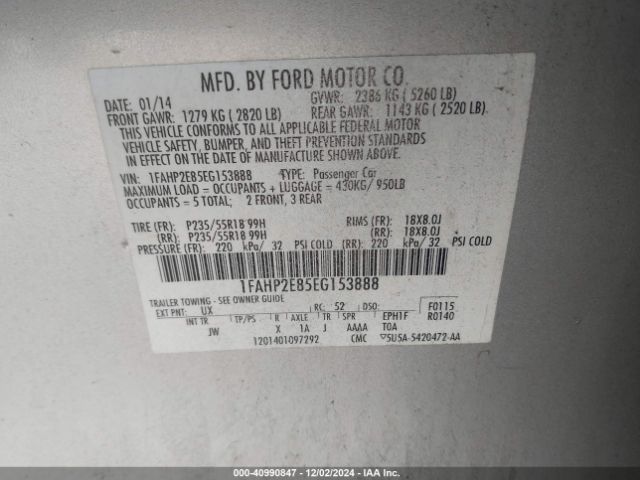 MFD. BY FORD MOTOR CO.
DATE: 01/14 GVWR: 2386 KG ( 5260 LB)
FRONT GAWR: 1279 KG ( 2820 LB) REAR GAWR: 1143 KG ( 2520 LB)
THIS VEHICLE CONFORMS TO ALL APPLICABLE FEDERAL MOTOR
VEHICLE SAFETY, BUMPER, AND THEFT PREVENTION STANDARDS
IN EFFECT ON THE DATE OF MANUFACTURE SHOWN ABOVE.
VIN: 1FAHP2E85EG153888 TYPE: Passenger Car
MAXIMUM LOAD = OCCUPANTS + LUGGAGE = 430KG/ 950LB
OCCUPANTS = 5 TOTAL; 2 FRONT, 3 REAR
TIRE (FR): P235/55R18 99H RIMS (FR): 18X8.0J
(RR): P235/55R18 99H (RR): 18X8.0J
PRESSURE (FR): 220 kPa/ 32 PSI COLD (RR): 220 kPa/ 32 PSI COLD
1FAHP2E85EG153888
TRAILER TOWING - SEE OWNER GUIDE
EXT PNT: UX RC: 52 DSO: F0115
INT TR TP/PS R AXLE TR SPR EPH1F R0140
JW X 1A J AAAA T0A
1201401097292 CMC ▽5U5A-5420472-AA
000-40990847 - 12/02/2024 - IAA Inc.